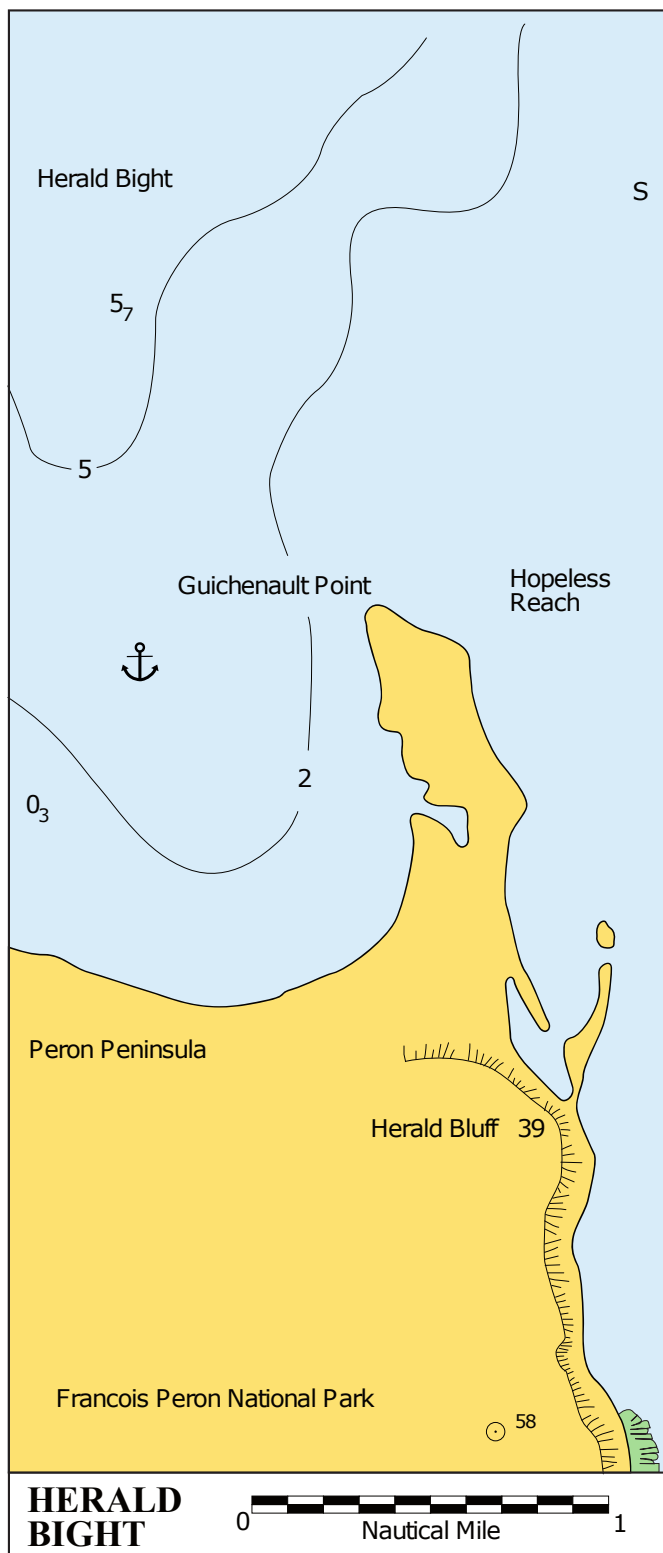 Herald Bight
S
5₇
5
Guichenault Point
Hopeless
Reach
2
0₃
Peron Peninsula
Herald Bluff 39
Francois Peron National Park
58
HERALD
BIGHT
0
Nautical Mile
1